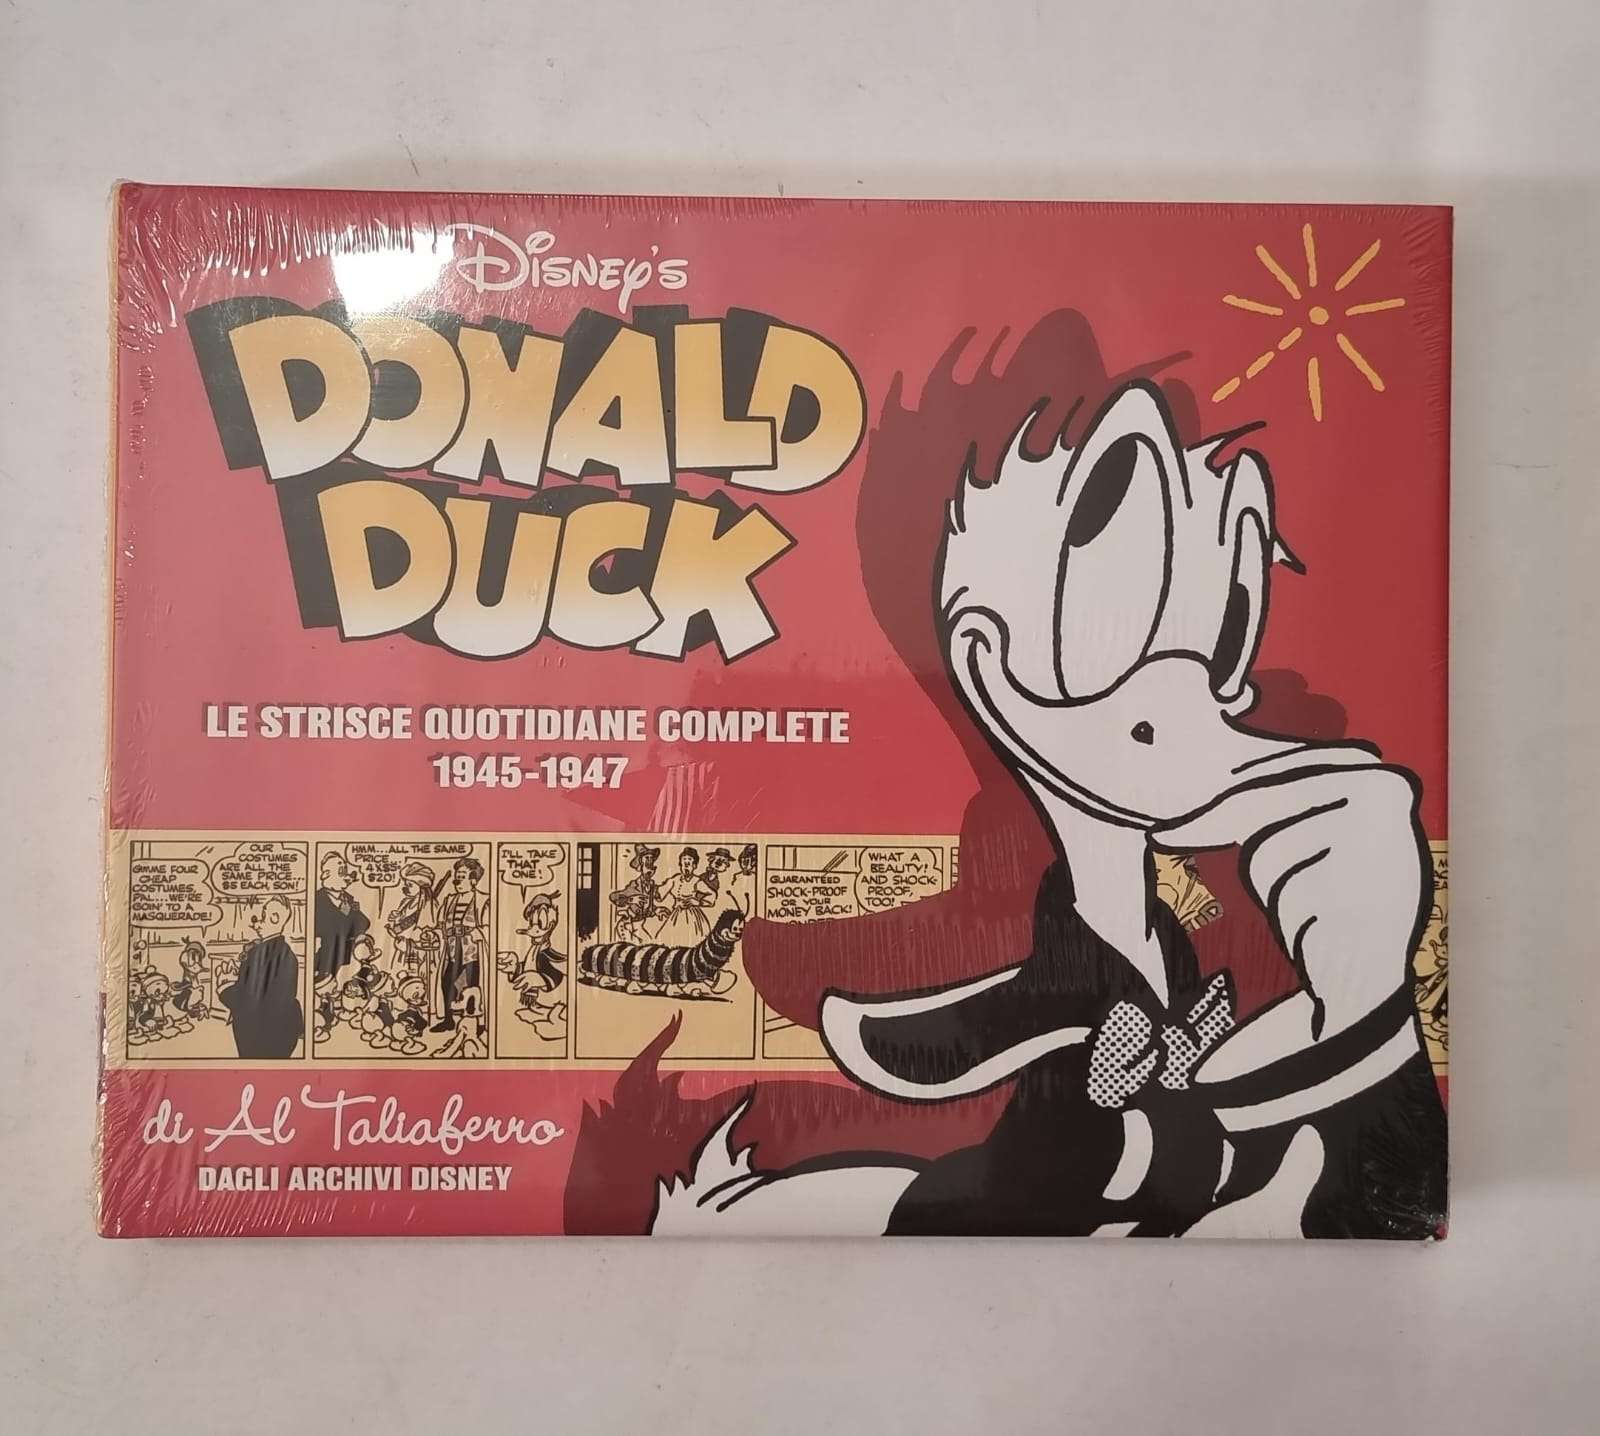 DISNEY'S
DONALD
DUCK
LE STRISCE QUOTIDIANE COMPLETE
1945-1947
GIMME FOUR
CHEAP
COSTUMES,
PAL...WE'RE
GOIN' TO A
MASQUERADE!
OUR
COSTUMES
ARE ALL THE
SAME PRICE...
$5 EACH, SON!
HMM...ALL THE SAME
PRICE...
4X$5:
$20!
I'LL TAKE
THAT
ONE!
GUARANTEED
SHOCK-PROOF
OR YOUR
MONEY BACK!
WHAT A
BEAUTY!
AND SHOCK-
PROOF,
TOO!
di Al Taliaferro
DAGLI ARCHIVI DISNEY